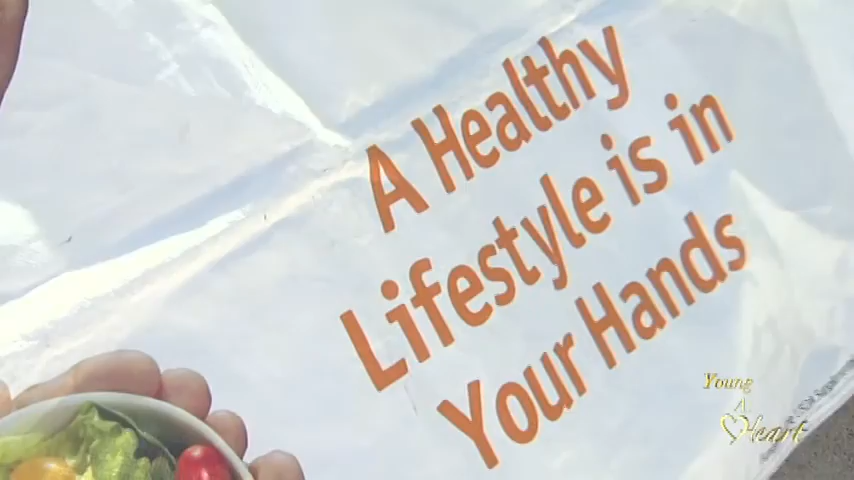 A Healthy
Lifestyle is in
Your Hands
Young
A
Heart